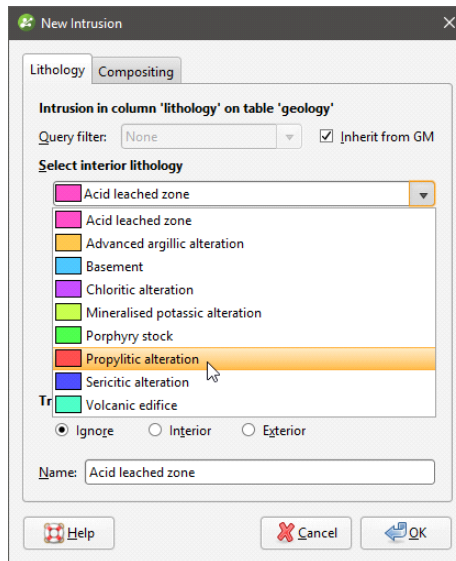 New Intrusion
Lithology Compositing
Intrusion in column 'lithology' on table 'geology'
Query filter: None Inherit from GM
Select interior lithology
Acid leached zone
Acid leached zone
Advanced argillic alteration
Basement
Chloritic alteration
Mineralised potassic alteration
Porphyry stock
Propylitic alteration
Sericitic alteration
Volcanic edifice
Ignore Interior Exterior
Name: Acid leached zone
Help Cancel OK